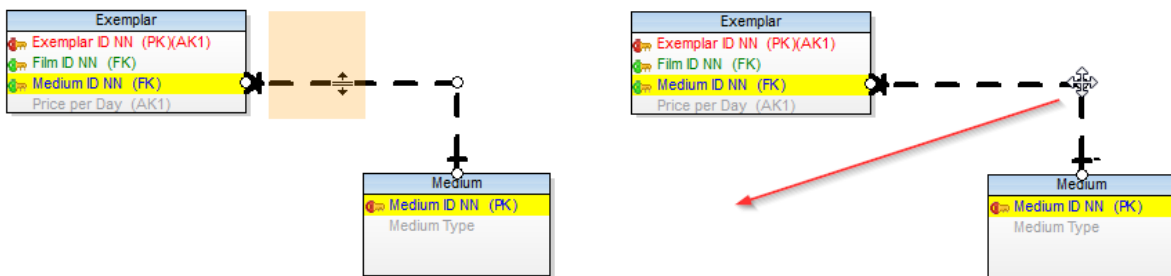 Exemplar
Exemplar ID NN (PK)(AK1)
Film ID NN (FK)
Medium ID NN (FK)
Price per Day (AK1)
Medium
Medium ID NN (PK)
Medium Type
Exemplar
Exemplar ID NN (PK)(AK1)
Film ID NN (FK)
Medium ID NN (FK)
Price per Day (AK1)
Medium
Medium ID NN (PK)
Medium Type